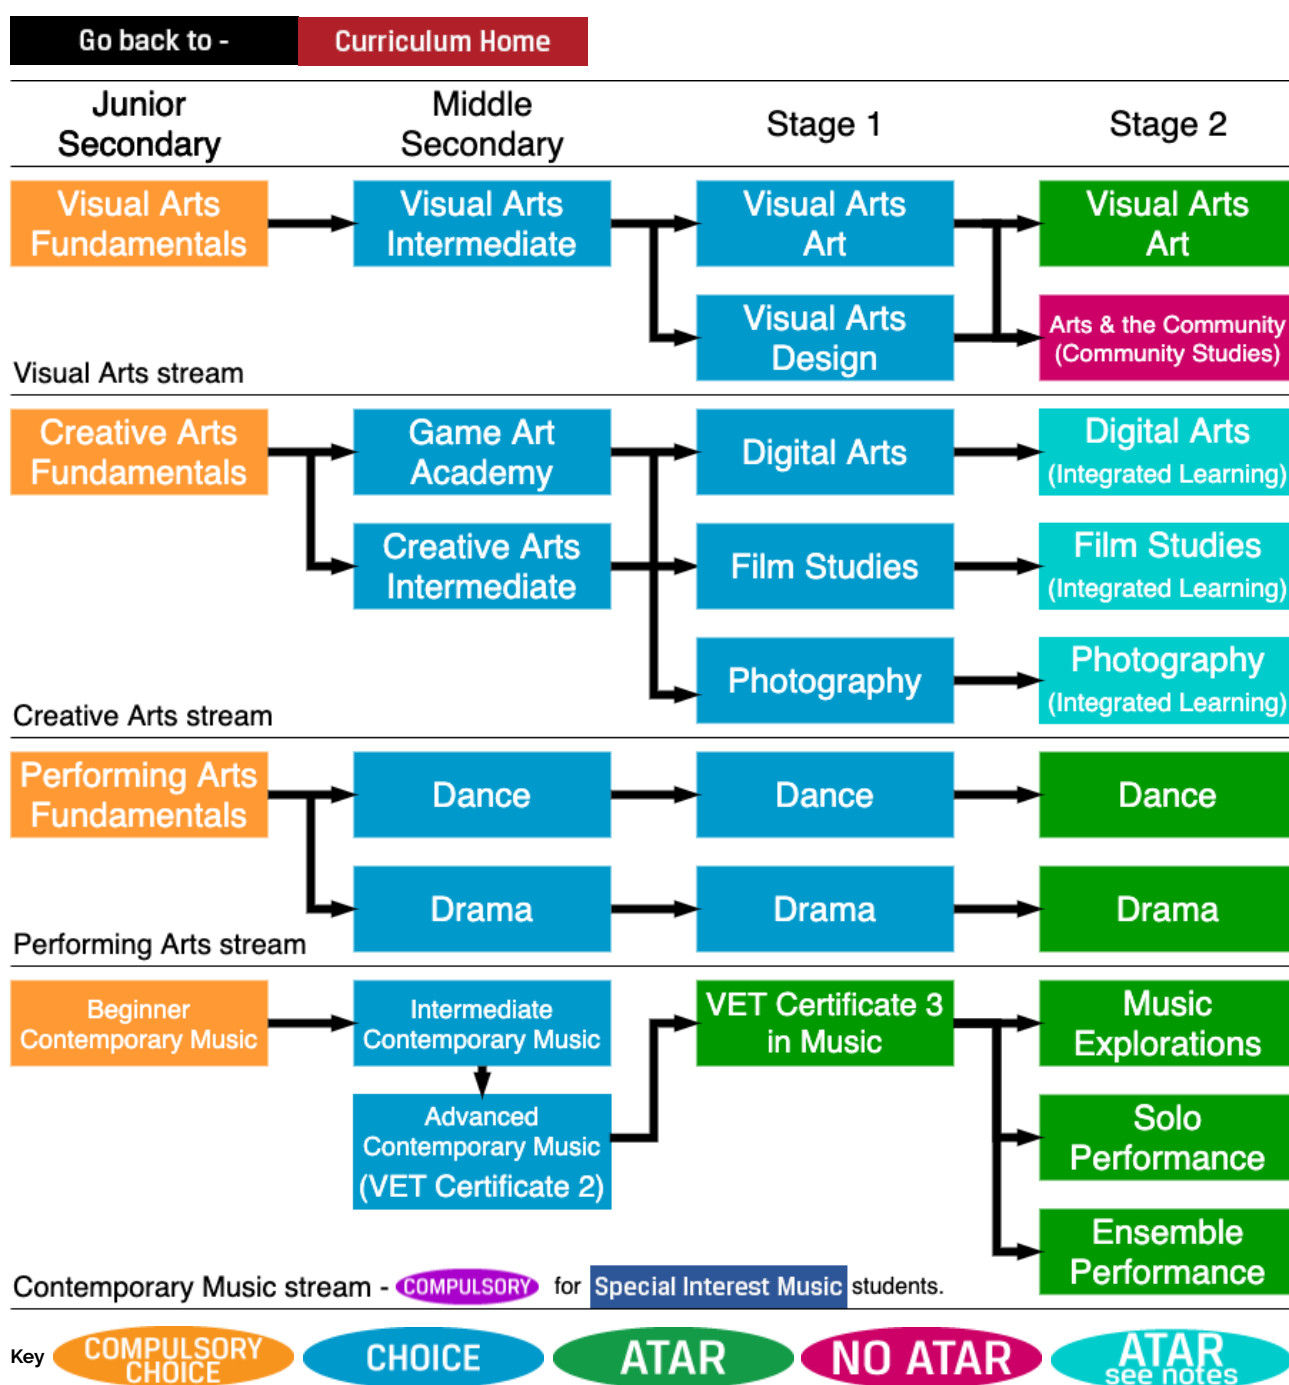 Go back to - Curriculum Home
Junior
Secondary
Middle
Secondary
Stage 1
Stage 2
Visual Arts
Fundamentals
Visual Arts
Intermediate
Visual Arts
Art
Visual Arts
Art
Visual Arts
Design
Arts & the Community
(Community Studies)
Visual Arts stream
Creative Arts
Fundamentals
Game Art
Academy
Digital Arts
Digital Arts
(Integrated Learning)
Creative Arts
Intermediate
Film Studies
Film Studies
(Integrated Learning)
Photography
Photography
(Integrated Learning)
Creative Arts stream
Performing Arts
Fundamentals
Dance
Dance
Dance
Drama
Drama
Drama
Performing Arts stream
Beginner
Contemporary Music
Intermediate
Contemporary Music
VET Certificate 3
in Music
Music
Explorations
Advanced
Contemporary Music
(VET Certificate 2)
Solo
Performance
Ensemble
Performance
Contemporary Music stream - COMPULSORY for Special Interest Music students.
Key
COMPULSORY
CHOICE
CHOICE
ATAR
NO ATAR
ATAR
see notes